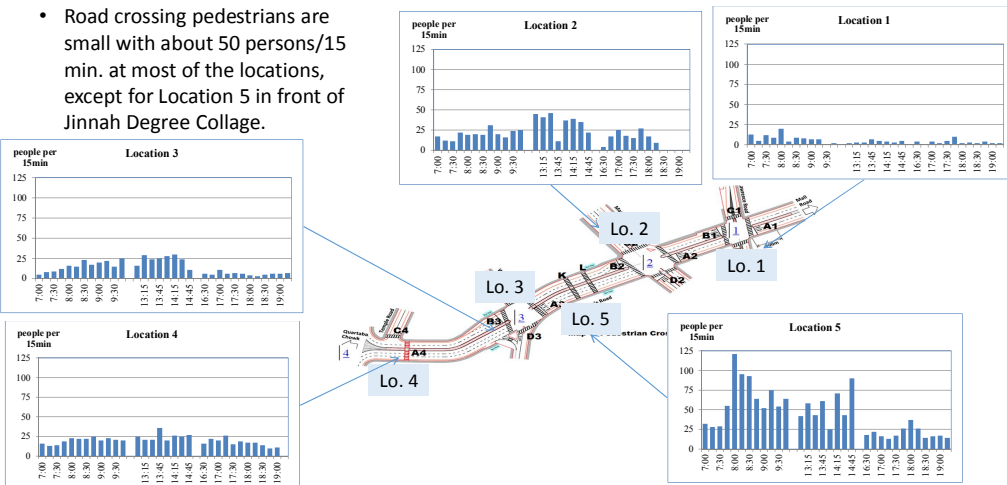 • Road crossing pedestrians are
small with about 50 persons/15
min. at most of the locations,
except for Location 5 in front of
Jinnah Degree Collage.
people per
15min
Location 2
125
100
75
50
25
0
7:00
7:30
8:00
8:30
9:00
9:30
13:15
13:45
14:15
14:45
16:30
17:00
17:30
18:00
18:30
19:00
people per
15min
Location 1
125
100
75
50
25
0
7:00
7:30
8:00
8:30
9:00
9:30
13:15
13:45
14:15
14:45
16:30
17:00
17:30
18:00
18:30
19:00
people per
15min
Location 3
125
100
75
50
25
0
7:00
7:30
8:00
8:30
9:00
9:30
13:15
13:45
14:15
14:45
16:30
17:00
17:30
18:00
18:30
19:00
C1
Mall
Road
A1
B1
1
Lo. 1
Lo. 2
A2
B2
2
D2
L
K
Lo. 3
Road
Lo. 5
3
B3
D3
destrian Cros
Temple Road
C4
Quartaba
Chowk
4
A4
Lo. 4
people per
15min
Location 4
125
100
75
50
25
0
7:00
7:30
8:00
8:30
9:00
9:30
13:15
13:45
14:15
14:45
16:30
17:00
17:30
18:00
18:30
19:00
people per
15min
Location 5
125
100
75
50
25
0
7:00
7:30
8:00
8:30
9:00
9:30
13:15
13:45
14:15
14:45
16:30
17:00
17:30
18:00
18:30
19:00